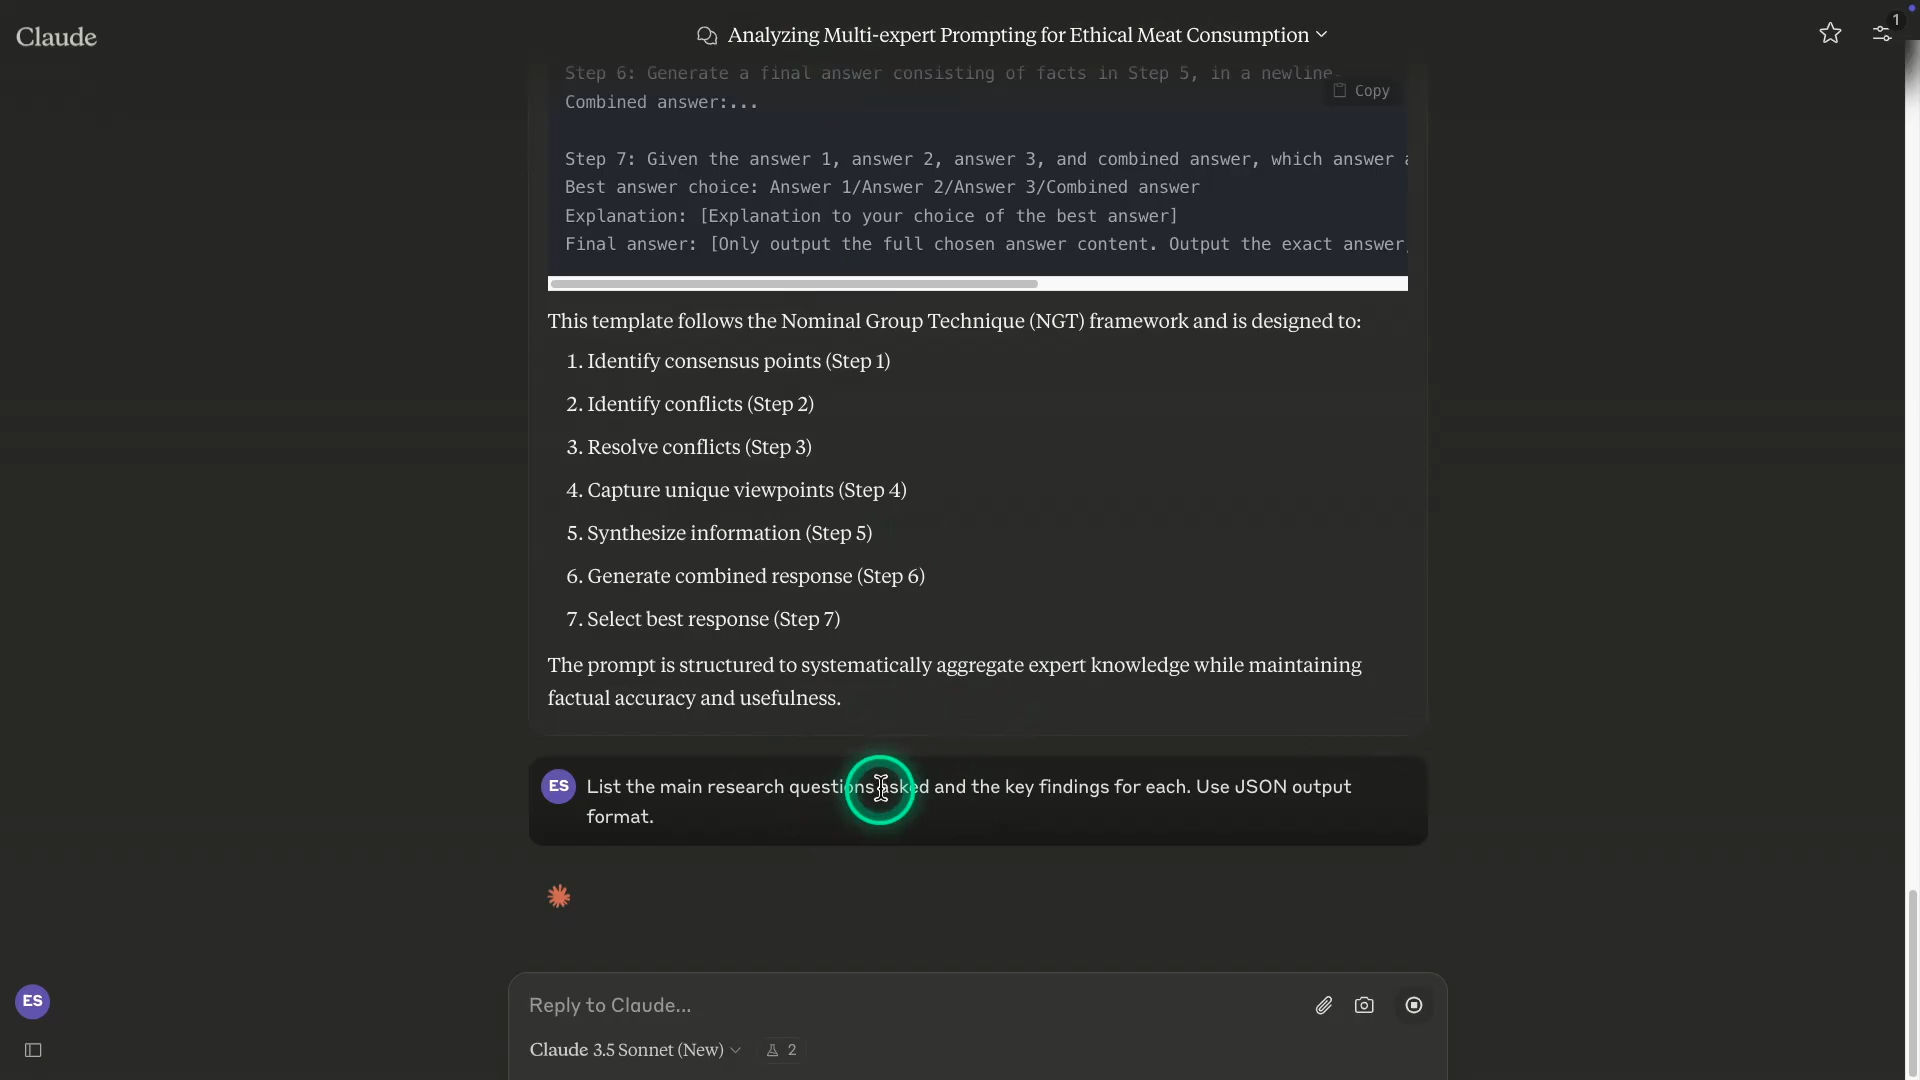 Claude
Analyzing Multi-expert Prompting for Ethical Meat Consumption
1
Step 6: Generate a final answer consisting of facts in Step 5, in a newline.
Copy
Combined answer:...
Step 7: Given the answer 1, answer 2, answer 3, and combined answer, which answer
Best answer choice: Answer 1/Answer 2/Answer 3/Combined answer
Explanation: [Explanation to your choice of the best answer]
Final answer: [Only output the full chosen answer content. Output the exact answer,
This template follows the Nominal Group Technique (NGT) framework and is designed to:
1. Identify consensus points (Step 1)
2. Identify conflicts (Step 2)
3. Resolve conflicts (Step 3)
4. Capture unique viewpoints (Step 4)
5. Synthesize information (Step 5)
6. Generate combined response (Step 6)
7. Select best response (Step 7)
The prompt is structured to systematically aggregate expert knowledge while maintaining
factual accuracy and usefulness.
ES List the main research questions asked and the key findings for each. Use JSON output
format.
ES
Reply to Claude...
Claude 3.5 Sonnet (New) 2